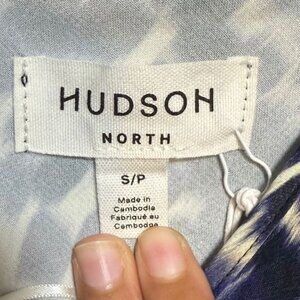 HUDSON
NORTH
S/P
Made in
Cambodia
Fabriqué au
Cambodge